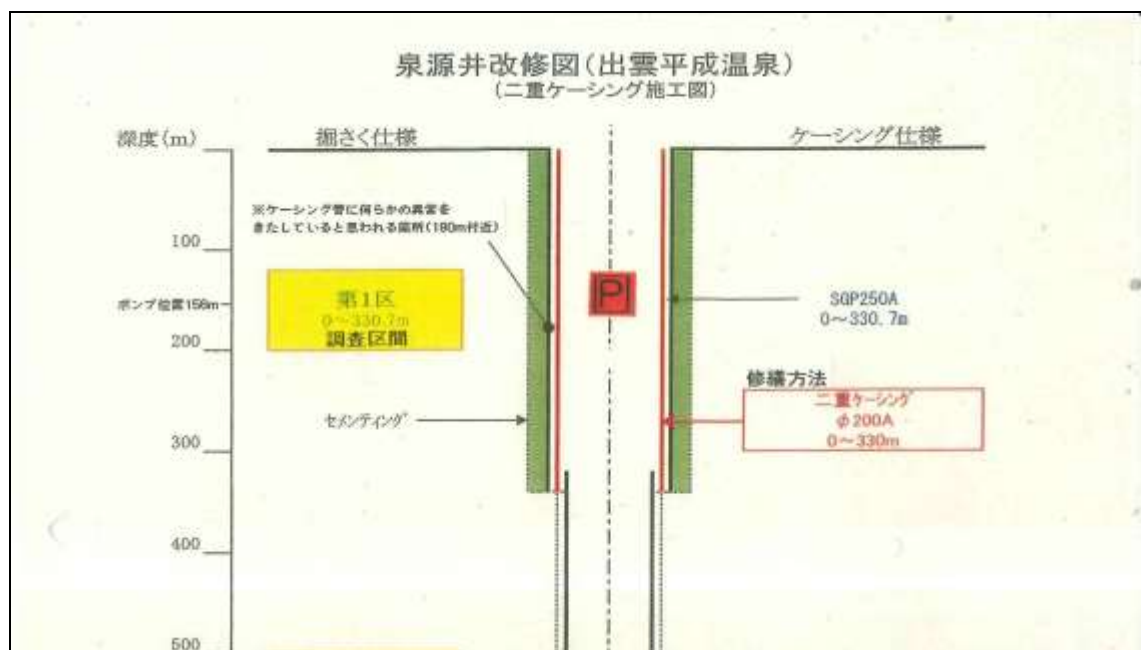 泉源井改修図(出雲平成温泉)
(二重ケーシング施工図)
深度(m)
掘さく仕様
ケーシング仕様
※ケーシング管に何らかの異常を
きたしていると思われる箇所(180m付近)
100
ポンプ位置156m
第1区
0~330.7m
調査区間
P
SGP250A
0~330.7m
200
修繕方法
二重ケーシング
φ200A
0~330m
セメンティング
300
400
500